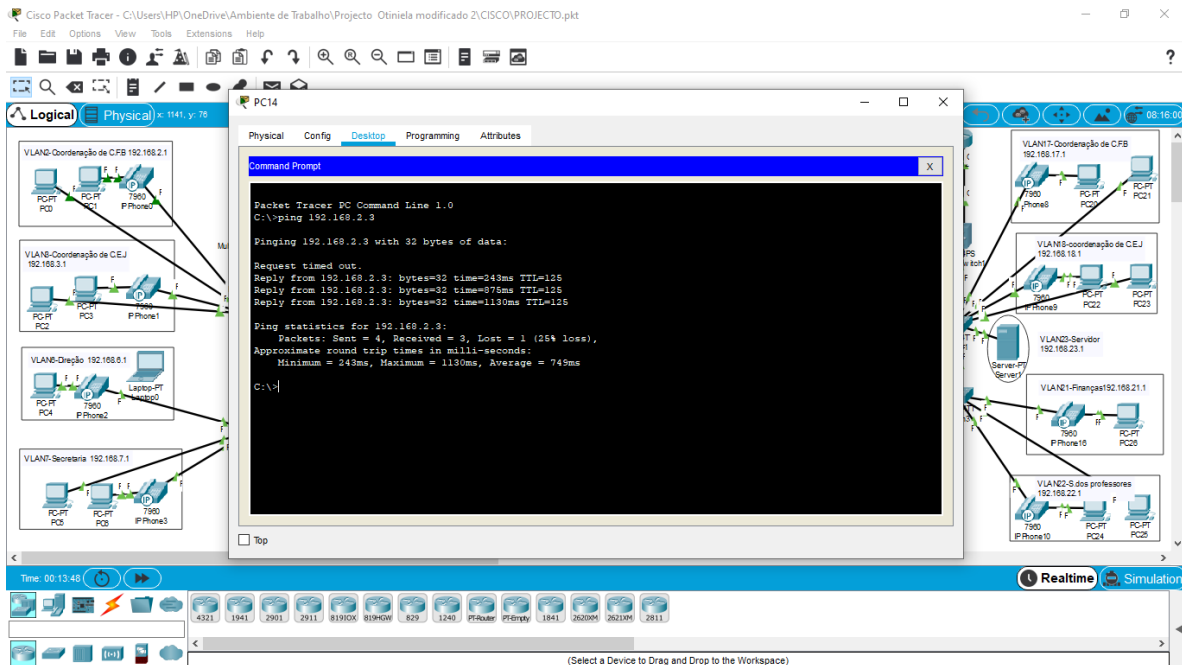 Cisco Packet Tracer - C:\Users\HP\OneDrive\Ambiente de Trabalho\Projecto Otiniela modificado 2\CISCO\PROJECTO.pkt
File Edit Options View Tools Extensions Help
?
Logical Physical x: 1141, y: 76
08:16:00
PC14
Physical Config Desktop Programming Attributes
Command Prompt
X
Packet Tracer PC Command Line 1.0
C:\>ping 192.168.2.3
Pinging 192.168.2.3 with 32 bytes of data:
Request timed out.
Reply from 192.168.2.3: bytes=32 time=243ms TTL=125
Reply from 192.168.2.3: bytes=32 time=875ms TTL=125
Reply from 192.168.2.3: bytes=32 time=1130ms TTL=125
Ping statistics for 192.168.2.3:
Packets: Sent = 4, Received = 3, Lost = 1 (25% loss),
Approximate round trip times in milli-seconds:
Minimum = 243ms, Maximum = 1130ms, Average = 749ms
C:\>
Top
VLAN2-Coordenação de C.F.B 192.168.2.1
PC-PT
PC0
PC-PT
PC1
7960
IP Phone0
VLAN3-Coordenação de C.E.J
192.168.3.1
PC-PT
PC2
PC-PT
PC3
7960
IP Phone1
VLAN6-Direção 192.168.6.1
PC-PT
PC4
7960
IP Phone2
Laptop-PT
Laptop0
VLAN7-Secretaria 192.168.7.1
PC-PT
PC5
PC-PT
PC6
7960
IP Phone3
VLAN17-Coordenação de C.F.B
192.168.17.1
7960
Phone8
PC-PT
PC20
PC-PT
PC21
VLAN18-coordenação de C.E.J
192.168.18.1
7960
Phone9
PC-PT
PC22
PC-PT
PC23
VLAN23-Servidor
192.168.23.1
Server-PT
Server1
VLAN21-Finanças192.168.21.1
7960
IP Phone16
PC-PT
PC26
VLAN22-S.dos professores
192.168.22.1
7960
IP Phone10
PC-PT
PC24
PC-PT
PC25
Time: 00:13:48
Realtime Simulation
4321 1941 2901 2911 819IOX 819HGW 829 1240 PT-Router PT-Empty 1841 2620XM 2621XM 2811
(Select a Device to Drag and Drop to the Workspace)